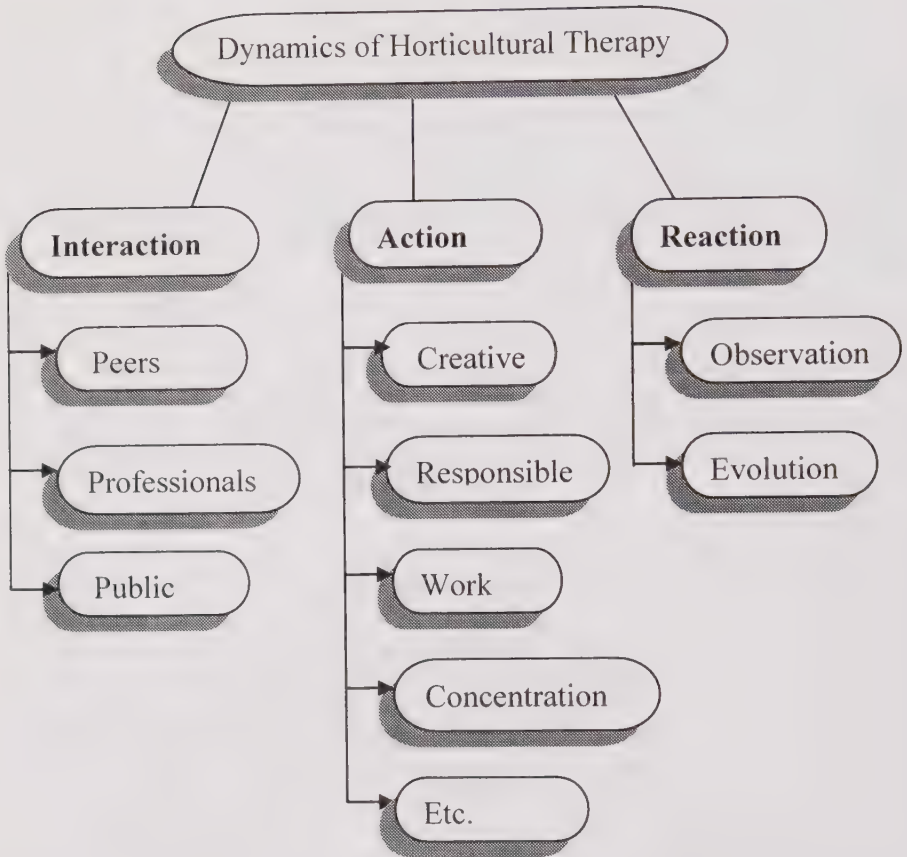 Dynamics of Horticultural Therapy
Interaction
Peers
Professionals
Public
Action
Creative
Responsible
Work
Concentration
Etc.
Reaction
Observation
Evolution